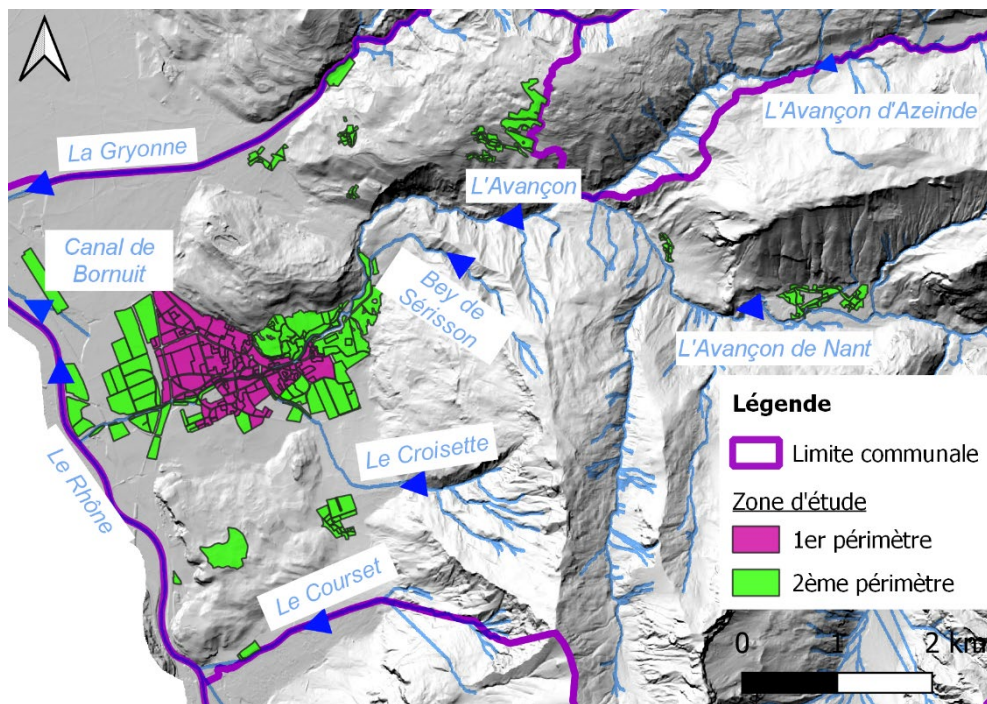 La Gryonne
L'Avançon d'Azeinde
L'Avançon
Canal de
Bornuit
Bey de
Sérisson
L'Avançon de Nant
Le Rhône
Le Croisette
Le Courset
Légende
Limite communale
Zone d'étude
1er périmètre
2ème périmètre
0 1 2 km